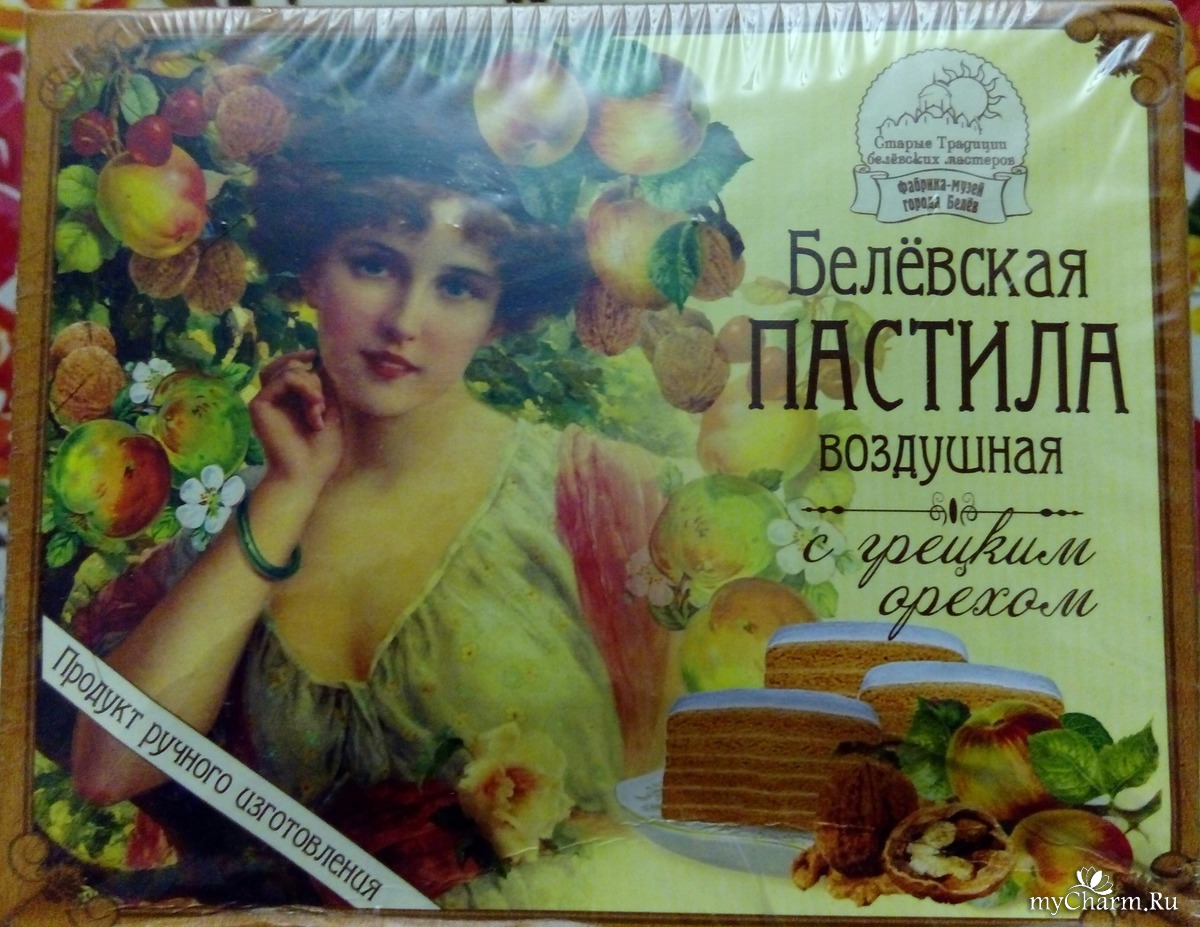 Старые Традиции
белёвских мастеров
фабрика-музей
города Белёв
Белёвская
ПАСТИЛА
воздушная
с грецким
орехом
Продукт ручного изготовления
myCharm.Ru